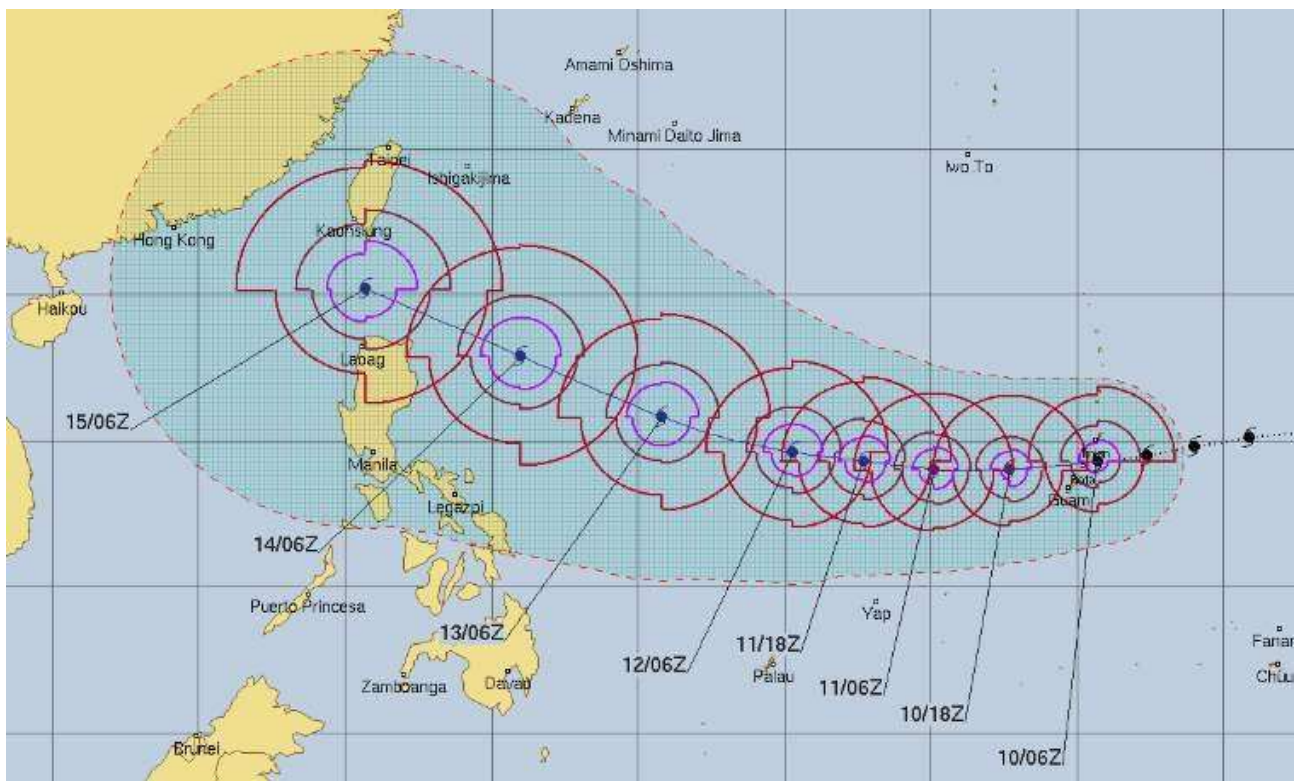 Amami Oshima
Kadena
Minami Daito Jima
Taipei
Ishigakijima
Iwo To
Kaohsiung
Hong Kong
Haikou
Laoag
15/06Z
Manila
Legazpi
Guam
14/06Z
Puerto Princesa
13/06Z
Yap
12/06Z
11/18Z
Zamboanga
Davao
Palau
11/06Z
10/18Z
Fanan
Chuu
Brunei
10/06Z